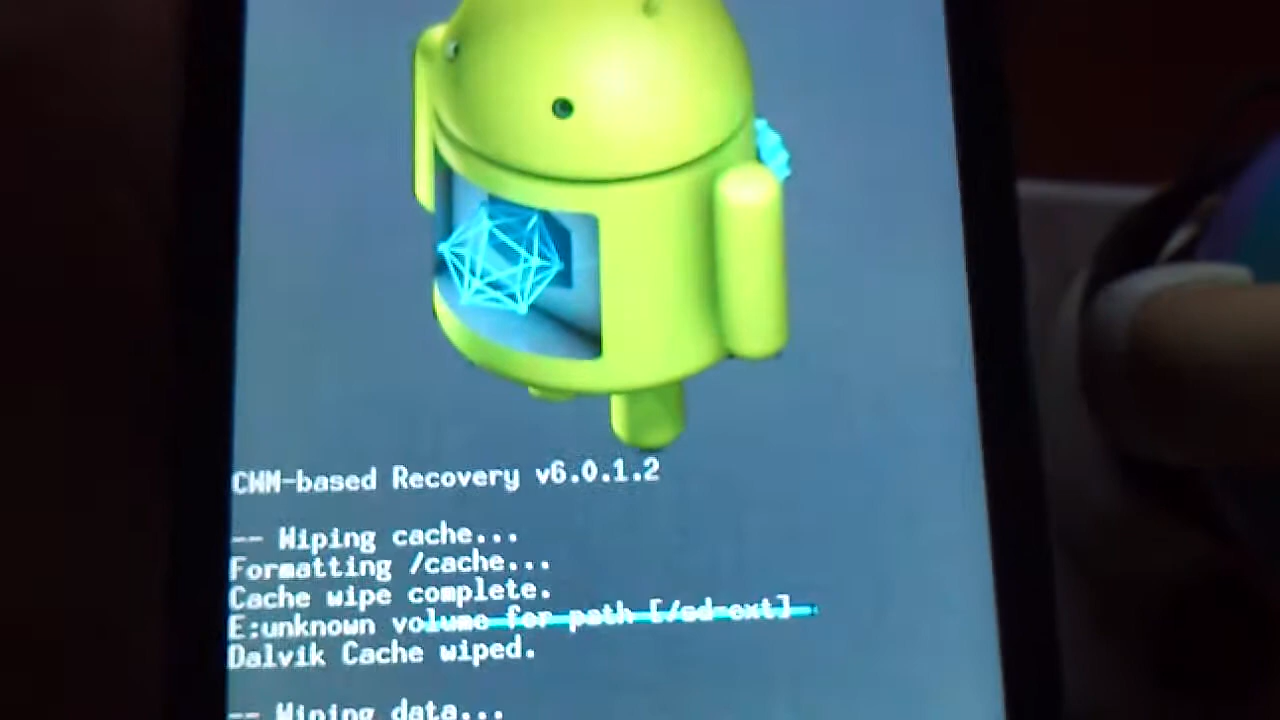 CWM-based Recovery v6.0.1.2
-- Wiping cache...
Formatting /cache...
Cache wipe complete.
E:unknown volume for path [/sd-ext]
Dalvik Cache wiped.
-- Wiping data...